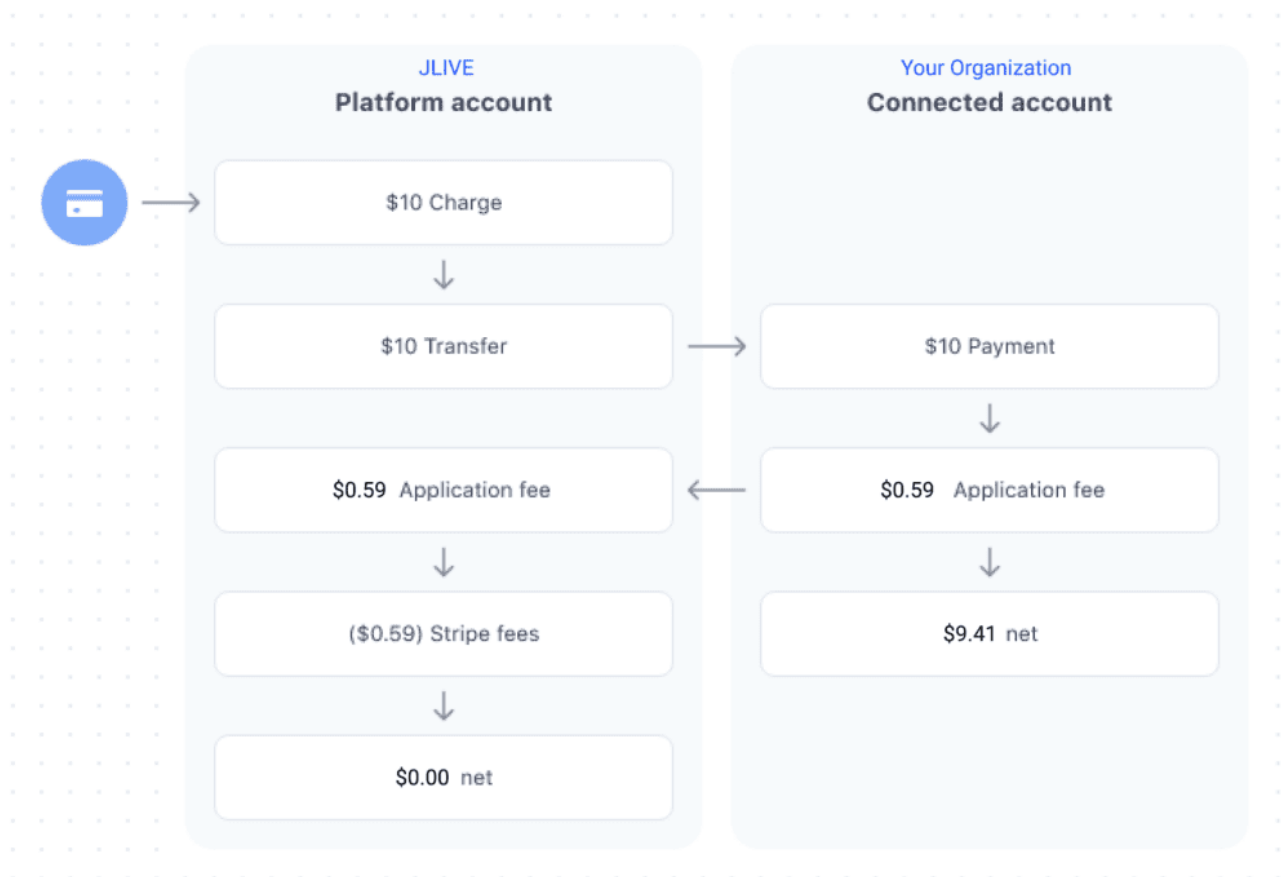 JLIVE
Platform account
$10 Charge
$10 Transfer
$0.59 Application fee
($0.59) Stripe fees
$0.00 net
Your Organization
Connected account
$10 Payment
$0.59 Application fee
$9.41 net